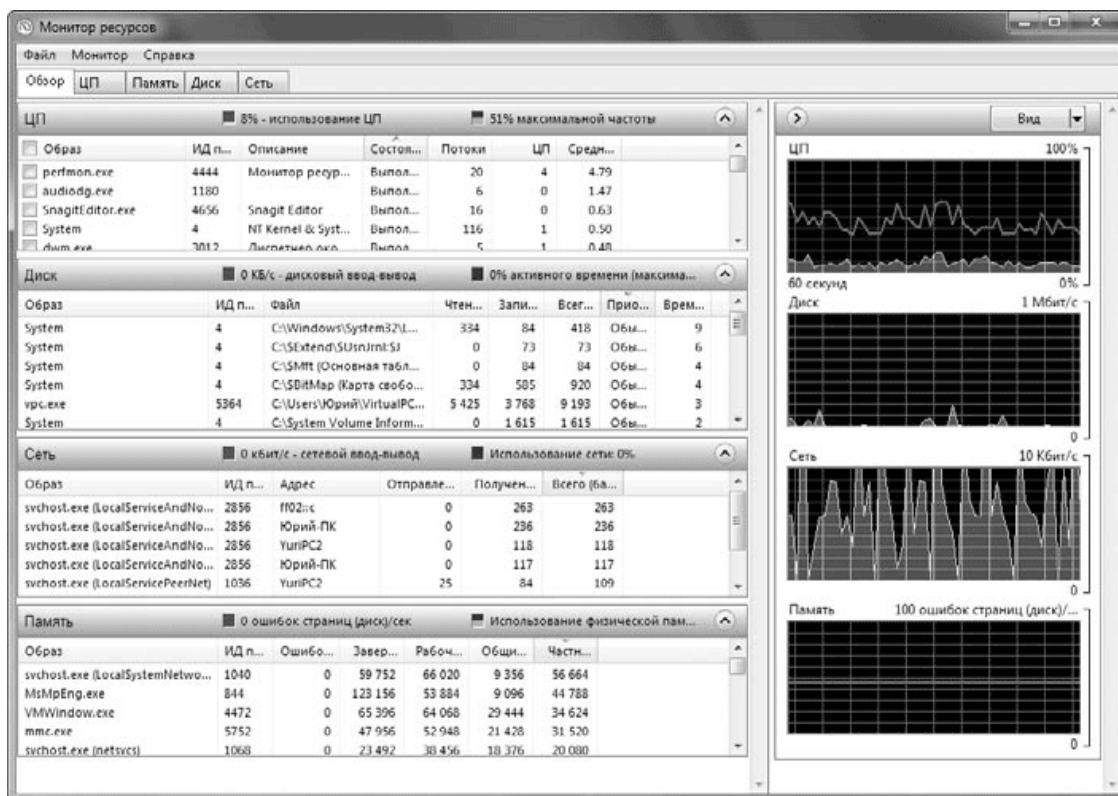 Монитор ресурсов
Файл Монитор Справка
Обзор ЦП Память Диск Сеть
ЦП 8% - использование ЦП 51% максимальной частоты
Образ ИД п... Описание Состоя... Потоки ЦП Средн...
perfmon.exe 4444 Монитор ресур... Выпол... 20 4 4.79
audiodg.exe 1180 Выпол... 6 0 1.47
SnagitEditor.exe 4656 Snagit Editor Выпол... 16 0 0.63
System 4 NT Kernel & Syst... Выпол... 116 1 0.50
dwm.exe 3012 Диспетчер око... Выпол... 5 1 0.48
Диск 0 КБ/с - дисковый ввод-вывод 0% активного времени (максима...
Образ ИД п... Файл Чтен... Запи... Всег... Прио... Врем...
System 4 C:\Windows\System32\L... 334 84 418 Обы... 9
System 4 C:\$Extend\$UsnJrnl:$J 0 73 73 Обы... 6
System 4 C:\$Mft (Основная табл... 0 84 84 Обы... 4
System 4 C:\$BitMap (Карта свобо... 334 585 920 Обы... 4
vpc.exe 5364 C:\Users\Юрий\VirtualPC... 5 425 3 768 9 193 Обы... 3
System 4 C:\System Volume Inform... 0 1 615 1 615 Обы... 2
Сеть 0 кбит/с - сетевой ввод-вывод Использование сети: 0%
Образ ИД п... Адрес Отправле... Получен... Всего (ба...
svchost.exe (LocalServiceAndNo... 2856 ff02::c 0 263 263
svchost.exe (LocalServiceAndNo... 2856 Юрий-ПК 0 236 236
svchost.exe (LocalServiceAndNo... 2856 YuriPC2 0 118 118
svchost.exe (LocalServiceAndNo... 2856 Юрий-ПК 0 117 117
svchost.exe (LocalServicePeerNet) 1036 YuriPC2 25 84 109
Память 0 ошибок страниц (диск)/сек Использование физической пам...
Образ ИД п... Ошибо... Завер... Рабоч... Общи... Частн...
svchost.exe (LocalSystemNetwo... 1040 0 59 752 66 020 9 356 56 664
MsMpEng.exe 844 0 123 156 53 884 9 096 44 788
VMWindow.exe 4472 0 65 396 64 068 29 444 34 624
mmc.exe 5752 0 47 956 52 948 21 428 31 520
svchost.exe (netsvcs) 1068 0 23 492 38 456 18 376 20 080
Вид
ЦП 100%
60 секунд 0%
Диск 1 Мбит/с
0
Сеть 10 Кбит/с
0
Память 100 ошибок страниц (диск)/...
0